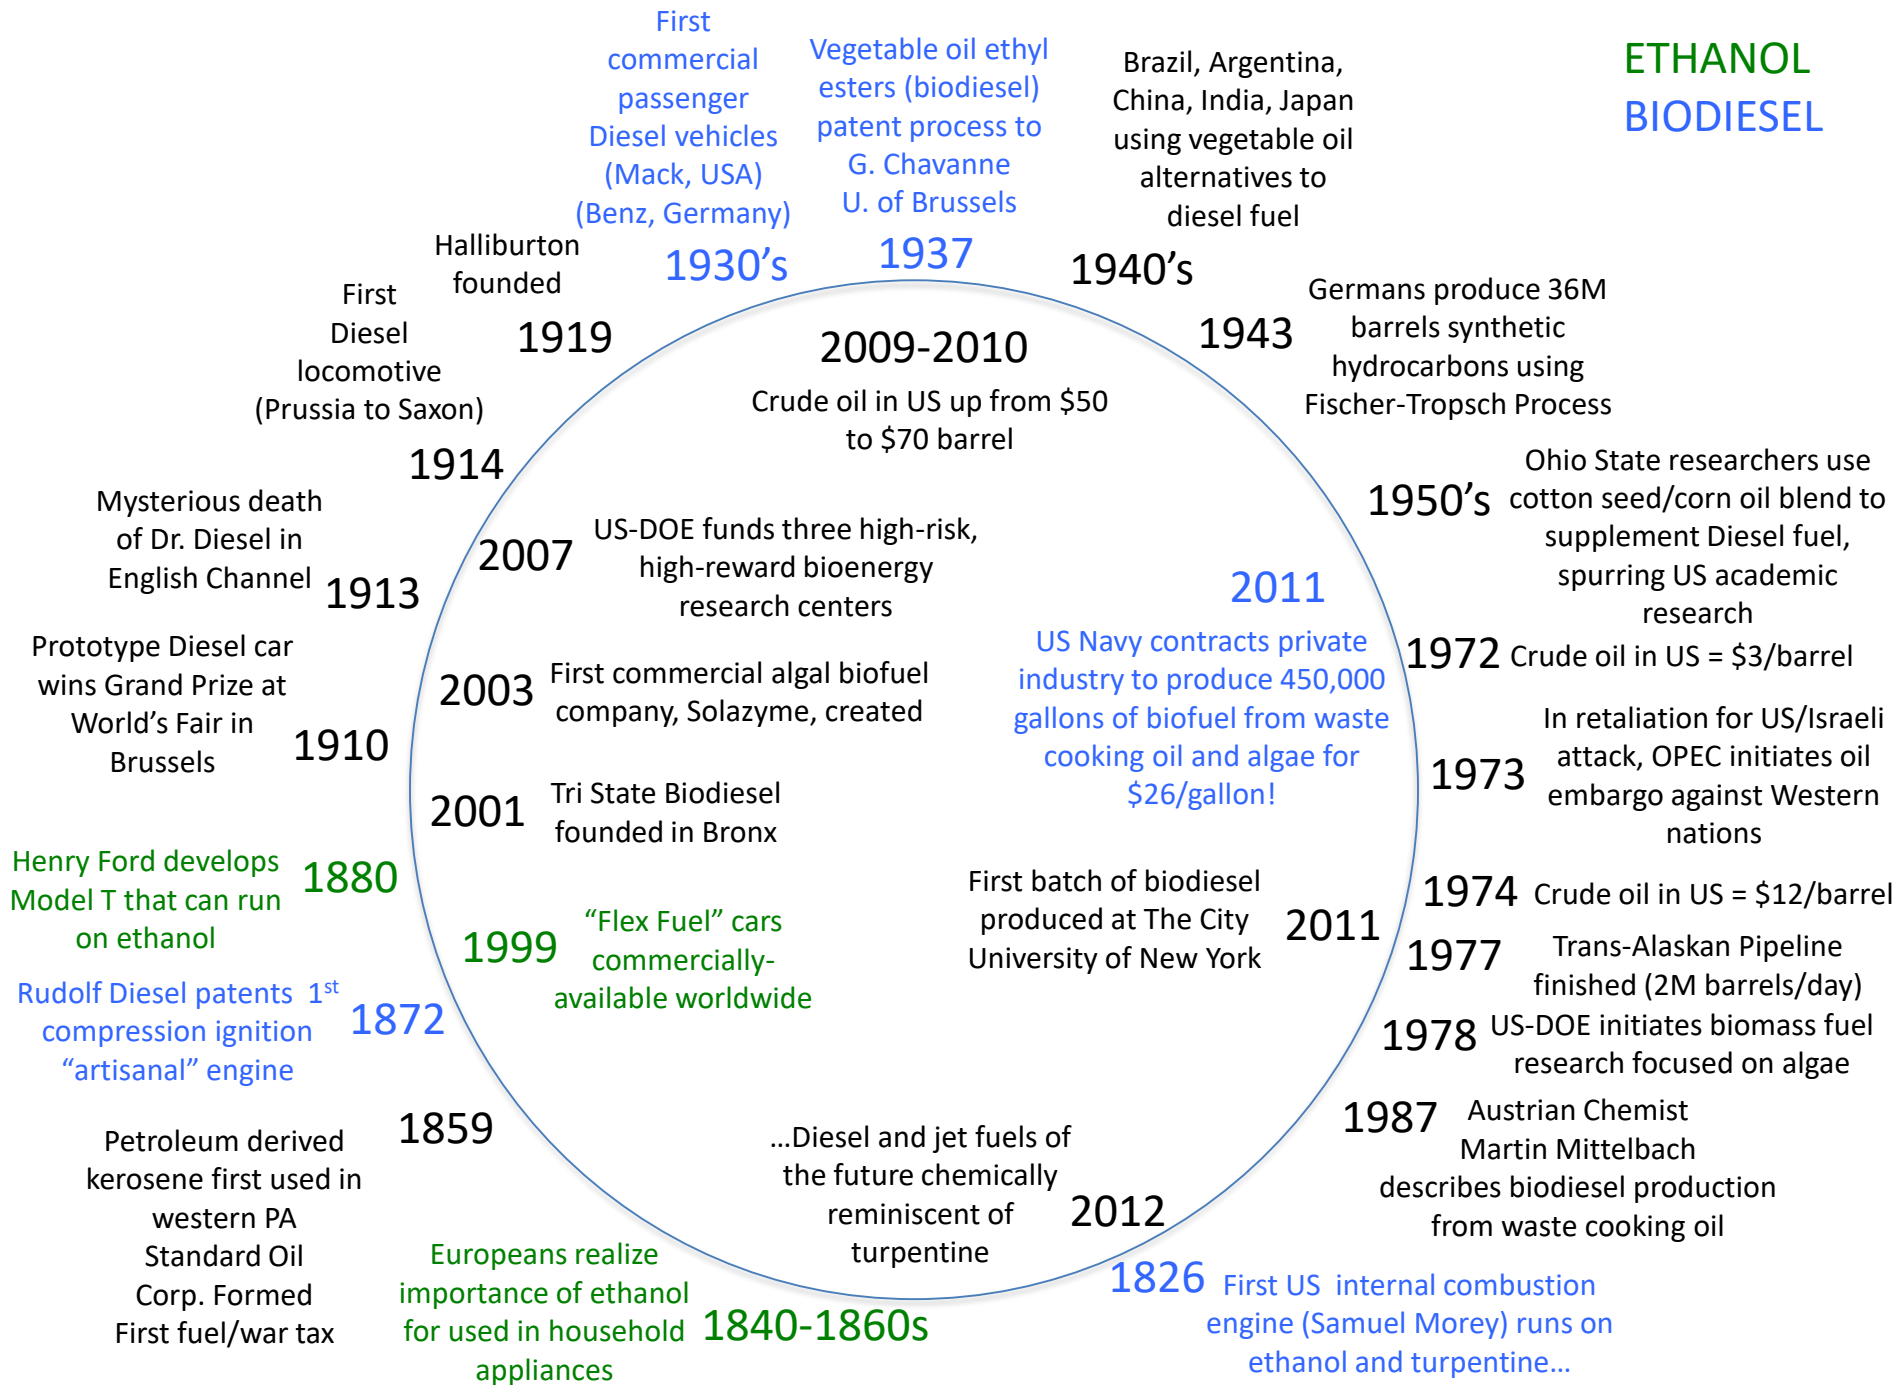 ETHANOL
BIODIESEL
First
commercial
passenger
Diesel vehicles
(Mack, USA)
(Benz, Germany)
1930’s
Vegetable oil ethyl
esters (biodiesel)
patent process to
G. Chavanne
U. of Brussels
1937
Brazil, Argentina,
China, India, Japan
using vegetable oil
alternatives to
diesel fuel
1940’s
Germans produce 36M
barrels synthetic
hydrocarbons using
Fischer-Tropsch Process
1943
Ohio State researchers use
cotton seed/corn oil blend to
supplement Diesel fuel,
spurring US academic
research
1950’s
1972 Crude oil in US = $3/barrel
In retaliation for US/Israeli
attack, OPEC initiates oil
embargo against Western
nations
1973
1974 Crude oil in US = $12/barrel
1977
Trans-Alaskan Pipeline
finished (2M barrels/day)
1978
US-DOE initiates biomass fuel
research focused on algae
1987
Austrian Chemist
Martin Mittelbach
describes biodiesel production
from waste cooking oil
1826
First US internal combustion
engine (Samuel Morey) runs on
ethanol and turpentine…
Europeans realize
importance of ethanol
for used in household
appliances
1840-1860s
1859
Petroleum derived
kerosene first used in
western PA
Standard Oil
Corp. Formed
First fuel/war tax
Rudolf Diesel patents 1st
compression ignition
“artisanal” engine
1872
Henry Ford develops
Model T that can run
on ethanol
1880
Prototype Diesel car
wins Grand Prize at
World’s Fair in
Brussels
1910
Mysterious death
of Dr. Diesel in
English Channel
1913
First
Diesel
locomotive
(Prussia to Saxon)
1914
Halliburton
founded
1919
2009-2010
Crude oil in US up from $50
to $70 barrel
2007
US-DOE funds three high-risk,
high-reward bioenergy
research centers
2003
First commercial algal biofuel
company, Solazyme, created
2001
Tri State Biodiesel
founded in Bronx
1999
“Flex Fuel” cars
commercially-
available worldwide
2011
US Navy contracts private
industry to produce 450,000
gallons of biofuel from waste
cooking oil and algae for
$26/gallon!
First batch of biodiesel
produced at The City
University of New York
2011
…Diesel and jet fuels of
the future chemically
reminiscent of
turpentine
2012